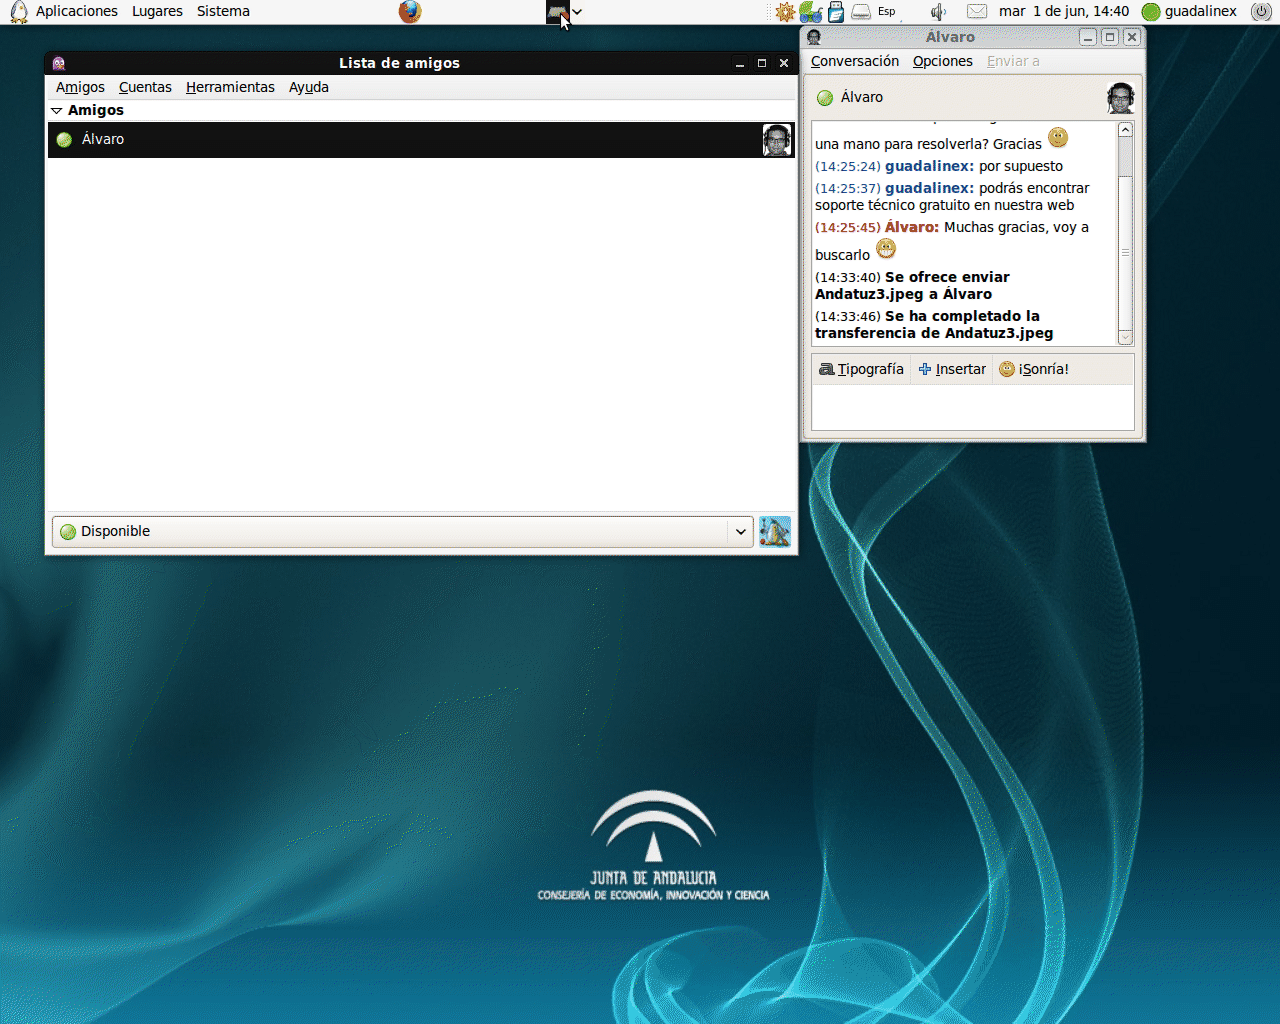 Aplicaciones Lugares Sistema Esp mar 1 de jun, 14:40 guadalinex
Lista de amigos
Amigos Cuentas Herramientas Ayuda
Amigos
Álvaro
Disponible
Álvaro
Conversación Opciones Enviar a
Álvaro
una mano para resolverla? Gracias
(14:25:24) guadalinex: por supuesto
(14:25:37) guadalinex: podrás encontrar
soporte técnico gratuito en nuestra web
(14:25:45) Álvaro: Muchas gracias, voy a
buscarlo
(14:33:40) Se ofrece enviar
Andatuz3.jpeg a Álvaro
(14:33:46) Se ha completado la
transferencia de Andatuz3.jpeg
Tipografía Insertar ¡Sonría!
JUNTA DE ANDALUCIA
CONSEJERÍA DE ECONOMÍA, INNOVACIÓN Y CIENCIA